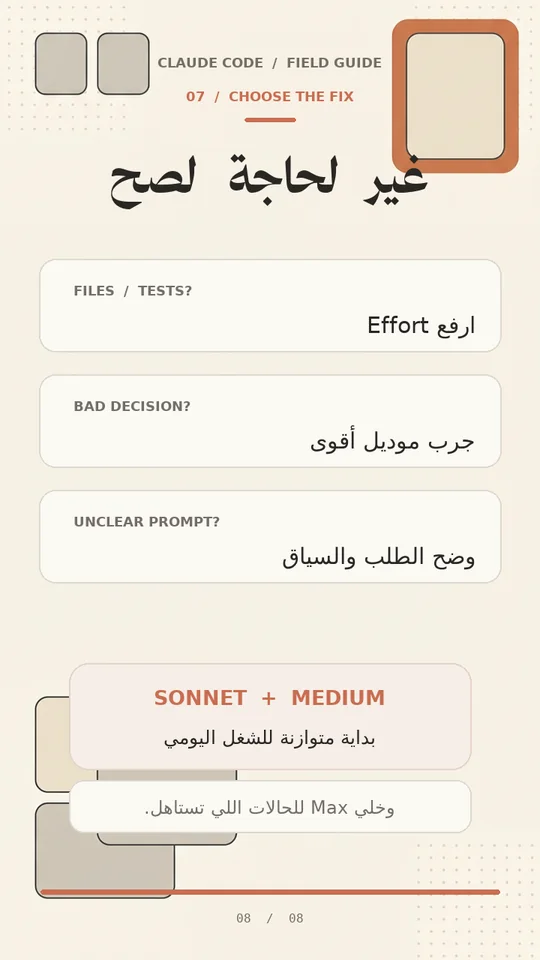 CLAUDE CODE / FIELD GUIDE
07 / CHOOSE THE FIX
غير لحاجة لصح
FILES / TESTS?
ارفع Effort
BAD DECISION?
جرب موديل أقوى
UNCLEAR PROMPT?
وضح الطلب والسياق
SONNET + MEDIUM
بداية متوازنة للشغل اليومي
وخلي Max للحالات اللي تستاهل.
08 / 08